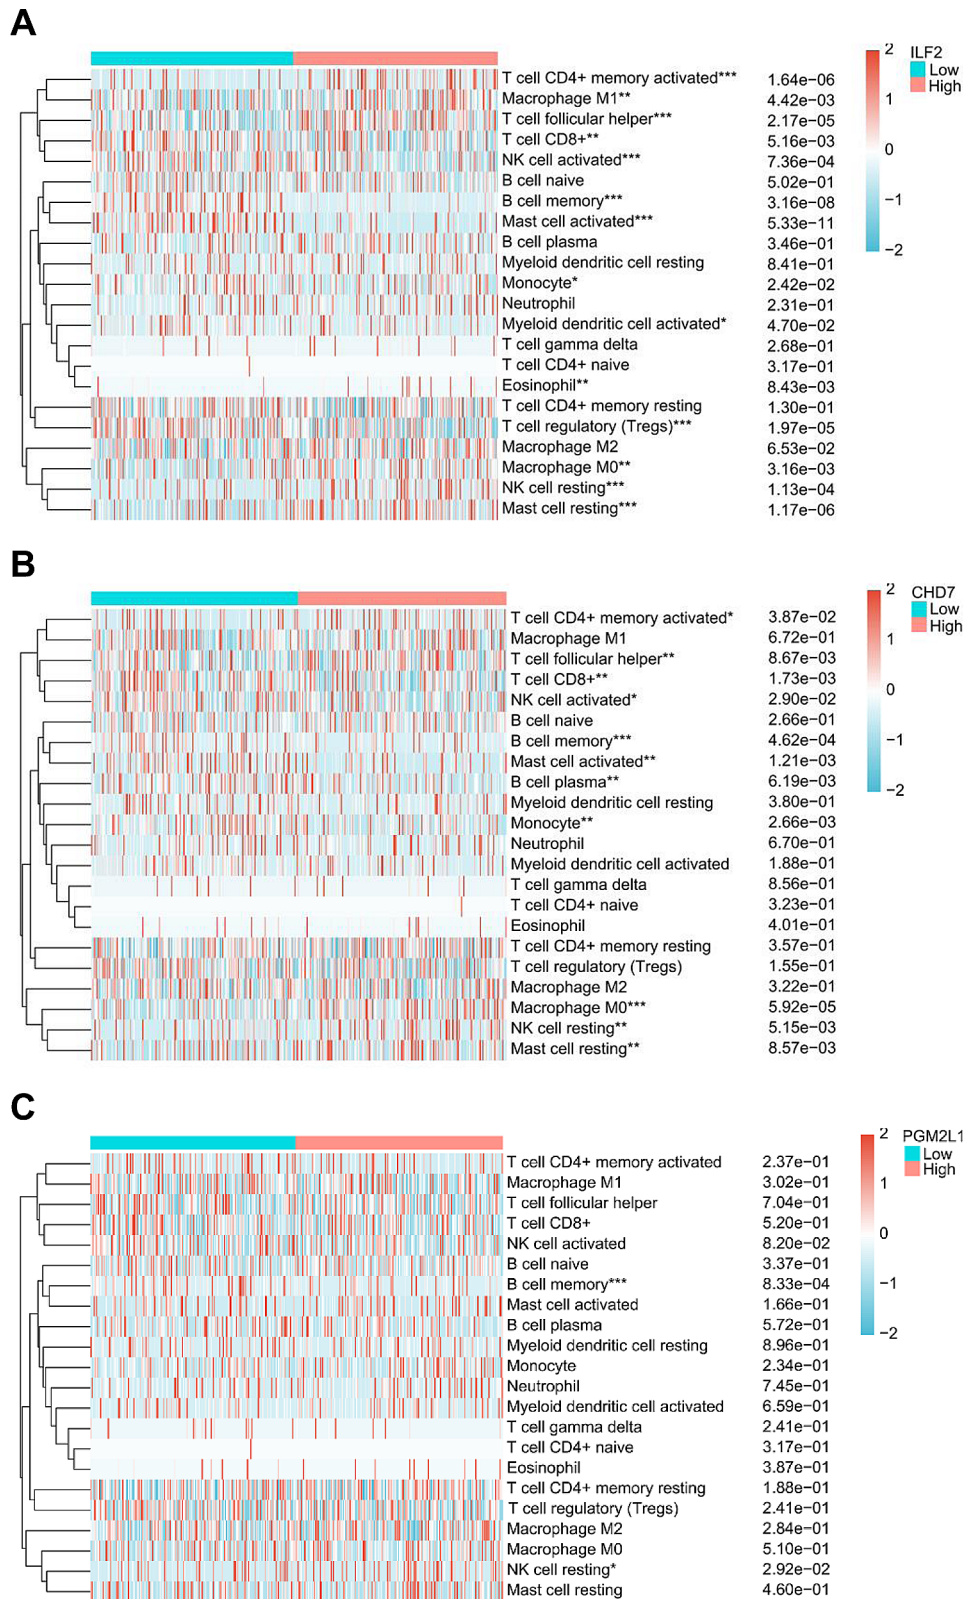 A
T cell CD4+ memory activated*** 1.64e−06
Macrophage M1** 4.42e−03
T cell follicular helper*** 2.17e−05
T cell CD8+** 5.16e−03
NK cell activated*** 7.36e−04
B cell naive 5.02e−01
B cell memory*** 3.16e−08
Mast cell activated*** 5.33e−11
B cell plasma 3.46e−01
Myeloid dendritic cell resting 8.41e−01
Monocyte* 2.42e−02
Neutrophil 2.31e−01
Myeloid dendritic cell activated* 4.70e−02
T cell gamma delta 2.68e−01
T cell CD4+ naive 3.17e−01
Eosinophil** 8.43e−03
T cell CD4+ memory resting 1.30e−01
T cell regulatory (Tregs)*** 1.97e−05
Macrophage M2 6.53e−02
Macrophage M0** 3.16e−03
NK cell resting*** 1.13e−04
Mast cell resting*** 1.17e−06
2
1
0
−1
−2
ILF2
Low
High
B
T cell CD4+ memory activated* 3.87e−02
Macrophage M1 6.72e−01
T cell follicular helper** 8.67e−03
T cell CD8+** 1.73e−03
NK cell activated* 2.90e−02
B cell naive 2.66e−01
B cell memory*** 4.62e−04
Mast cell activated** 1.21e−03
B cell plasma** 6.19e−03
Myeloid dendritic cell resting 3.80e−01
Monocyte** 2.66e−03
Neutrophil 6.70e−01
Myeloid dendritic cell activated 1.88e−01
T cell gamma delta 8.56e−01
T cell CD4+ naive 3.23e−01
Eosinophil 4.01e−01
T cell CD4+ memory resting 3.57e−01
T cell regulatory (Tregs) 1.55e−01
Macrophage M2 3.22e−01
Macrophage M0*** 5.92e−05
NK cell resting** 5.15e−03
Mast cell resting** 8.57e−03
2
1
0
−1
−2
CHD7
Low
High
C
T cell CD4+ memory activated 2.37e−01
Macrophage M1 3.02e−01
T cell follicular helper 7.04e−01
T cell CD8+ 5.20e−01
NK cell activated 8.20e−02
B cell naive 3.37e−01
B cell memory*** 8.33e−04
Mast cell activated 1.66e−01
B cell plasma 5.72e−01
Myeloid dendritic cell resting 8.96e−01
Monocyte 2.34e−01
Neutrophil 7.45e−01
Myeloid dendritic cell activated 6.59e−01
T cell gamma delta 2.41e−01
T cell CD4+ naive 3.17e−01
Eosinophil 3.87e−01
T cell CD4+ memory resting 1.88e−01
T cell regulatory (Tregs) 2.41e−01
Macrophage M2 2.84e−01
Macrophage M0 5.10e−01
NK cell resting* 2.92e−02
Mast cell resting 4.60e−01
2
1
0
−1
−2
PGM2L1
Low
High